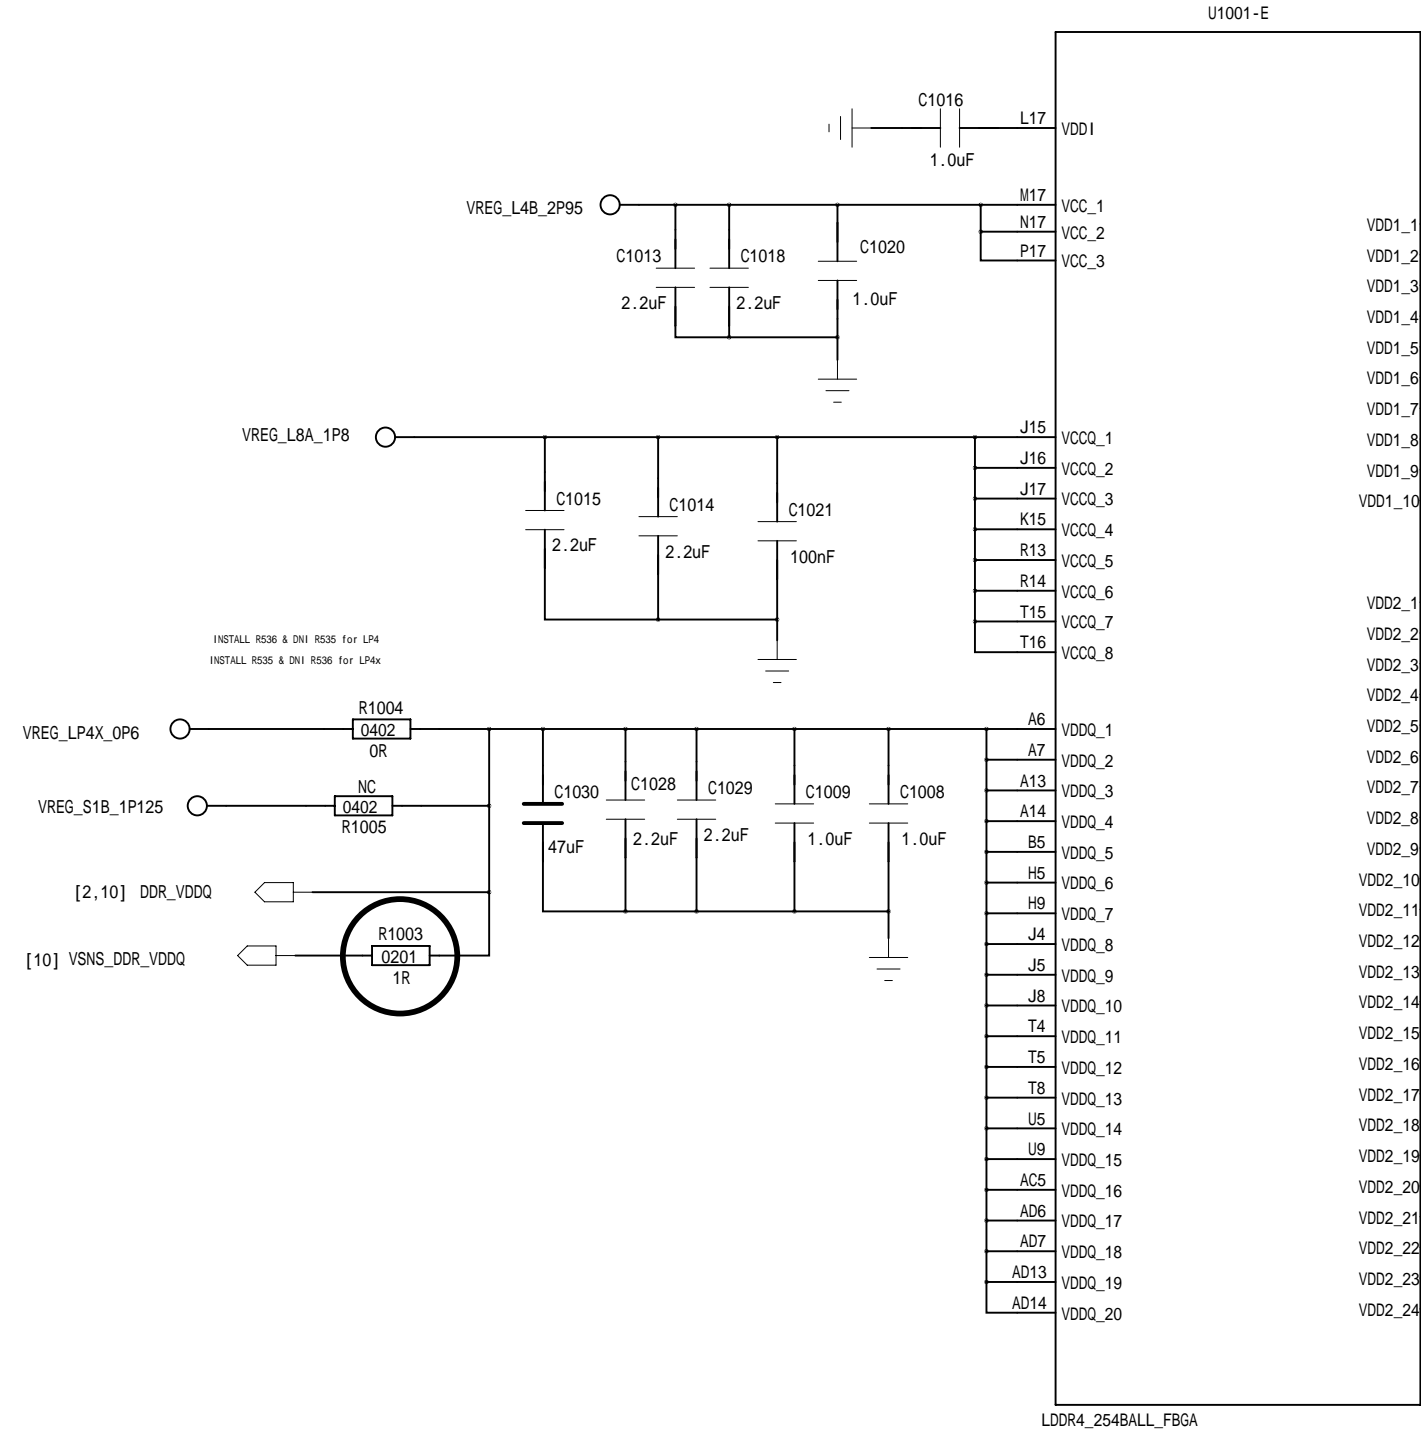 U1001-E
C1016
1.0uF
L17 VDDI
VREG_L4B_2P95
M17 VCC_1
N17 VCC_2
P17 VCC_3
C1013
2.2uF
C1018
2.2uF
C1020
1.0uF
VREG_L8A_1P8
J15 VCCQ_1
J16 VCCQ_2
J17 VCCQ_3
K15 VCCQ_4
R13 VCCQ_5
R14 VCCQ_6
T15 VCCQ_7
T16 VCCQ_8
C1015
2.2uF
C1014
2.2uF
C1021
100nF
INSTALL R536 & DNI R535 for LP4
INSTALL R535 & DNI R536 for LP4x
VREG_LP4X_0P6
R1004
0402
0R
VREG_S1B_1P125
NC
0402
R1005
[2,10] DDR_VDDQ
[10] VSNS_DDR_VDDQ
R1003
0201
1R
C1030
47uF
C1028
2.2uF
C1029
2.2uF
C1009
1.0uF
C1008
1.0uF
A6 VDDQ_1
A7 VDDQ_2
A13 VDDQ_3
A14 VDDQ_4
B5 VDDQ_5
H5 VDDQ_6
H9 VDDQ_7
J4 VDDQ_8
J5 VDDQ_9
J8 VDDQ_10
T4 VDDQ_11
T5 VDDQ_12
T8 VDDQ_13
U5 VDDQ_14
U9 VDDQ_15
AC5 VDDQ_16
AD6 VDDQ_17
AD7 VDDQ_18
AD13 VDDQ_19
AD14 VDDQ_20
VDD1_1
VDD1_2
VDD1_3
VDD1_4
VDD1_5
VDD1_6
VDD1_7
VDD1_8
VDD1_9
VDD1_10
VDD2_1
VDD2_2
VDD2_3
VDD2_4
VDD2_5
VDD2_6
VDD2_7
VDD2_8
VDD2_9
VDD2_10
VDD2_11
VDD2_12
VDD2_13
VDD2_14
VDD2_15
VDD2_16
VDD2_17
VDD2_18
VDD2_19
VDD2_20
VDD2_21
VDD2_22
VDD2_23
VDD2_24
LDDR4_254BALL_FBGA